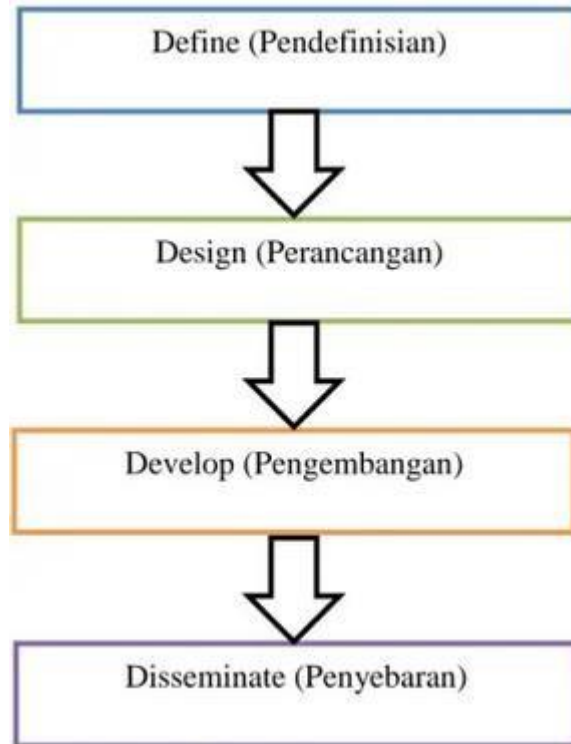 Define (Pendefinisian)
Design (Perancangan)
Develop (Pengembangan)
Disseminate (Penyebaran)